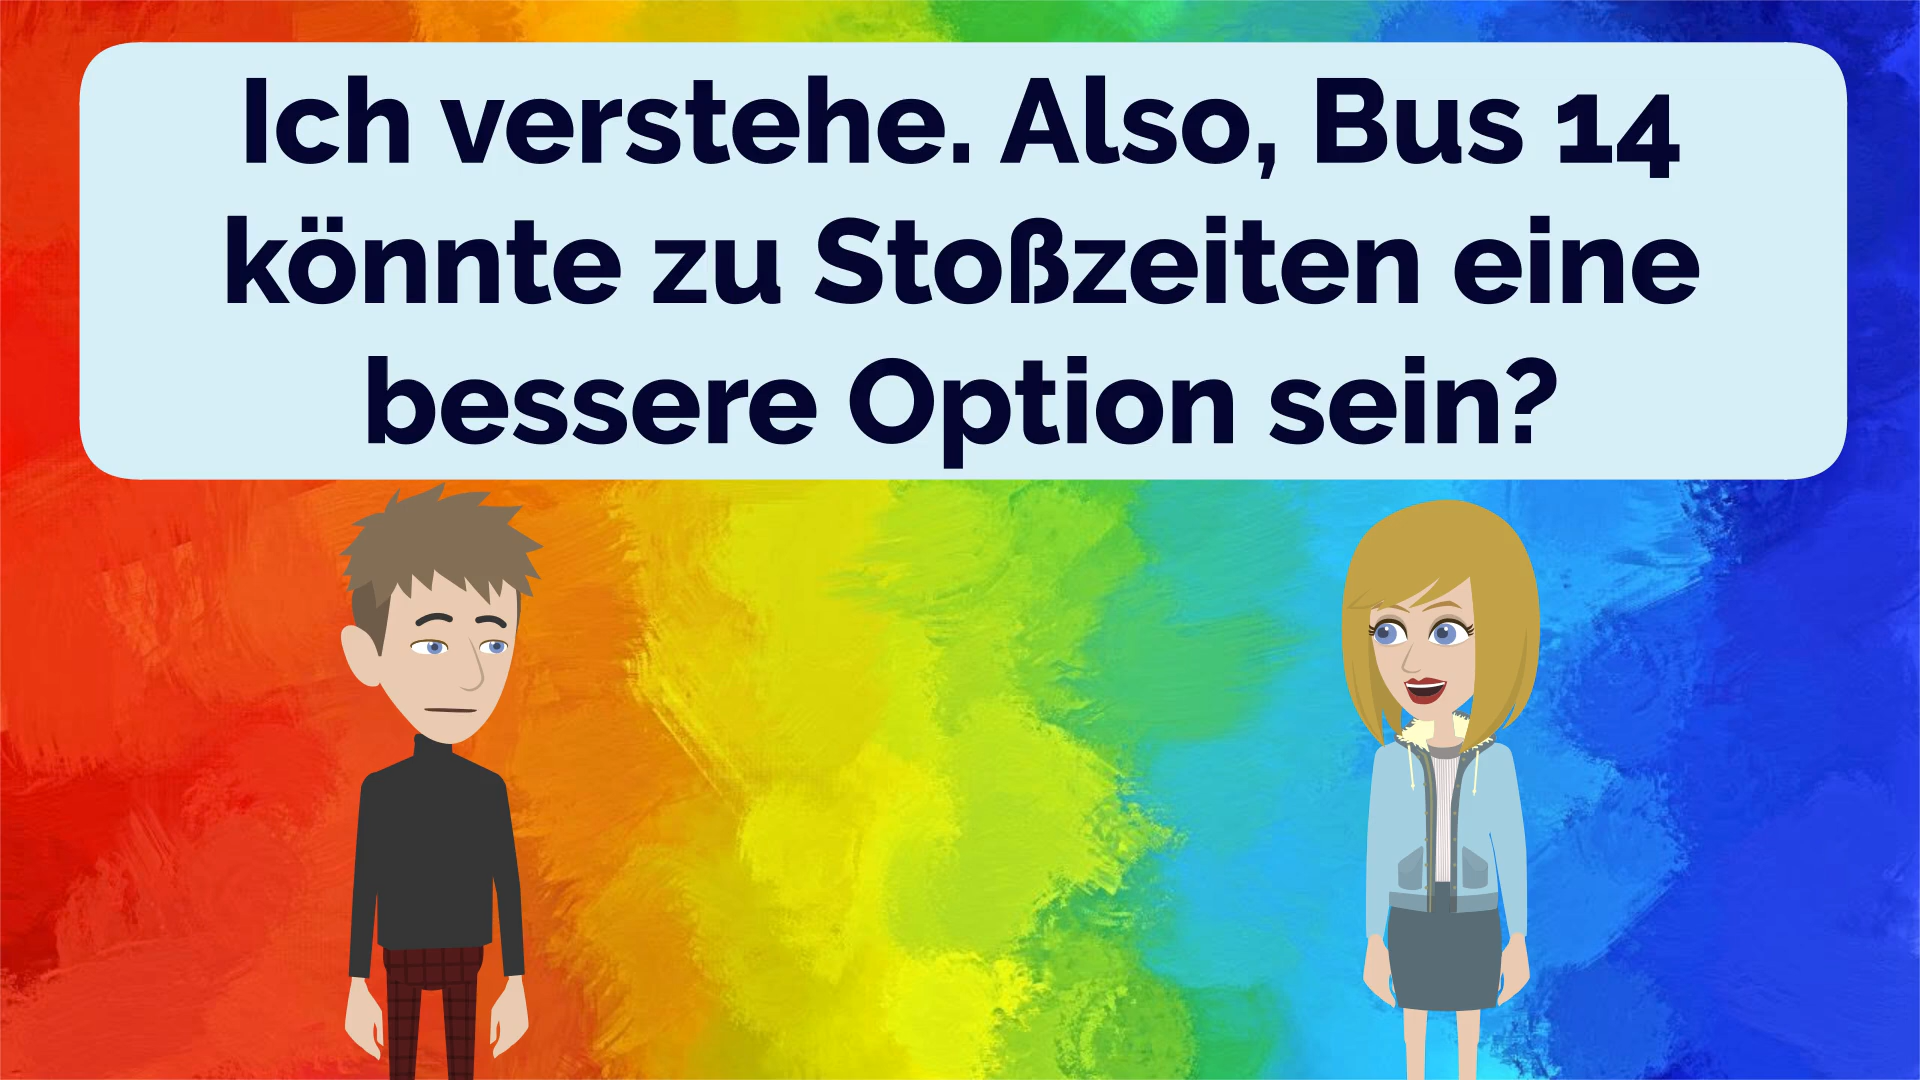 Ich verstehe. Also, Bus 14
könnte zu Stoßzeiten eine
bessere Option sein?